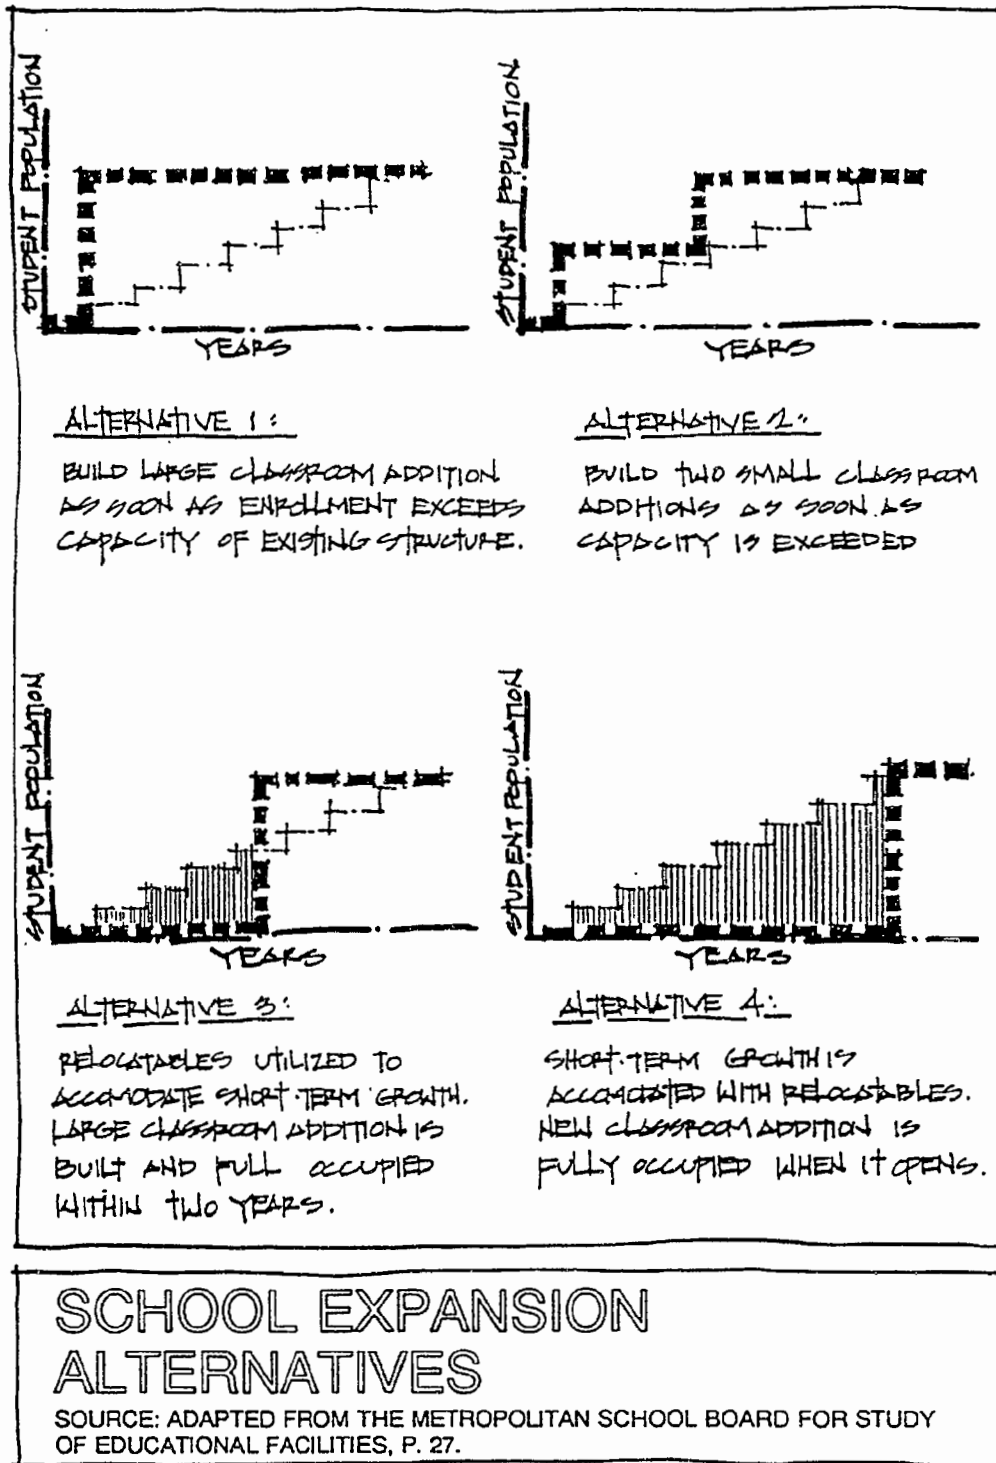 STUDENT POPULATION
YEARS
STUDENT POPULATION
YEARS
ALTERNATIVE 1:
BUILD LARGE CLASSROOM ADDITION
AS SOON AS ENROLLMENT EXCEEDS
CAPACITY OF EXISTING STRUCTURE.
ALTERNATIVE 2:
BUILD TWO SMALL CLASSROOM
ADDITIONS AS SOON AS
CAPACITY IS EXCEEDED
STUDENT POPULATION
YEARS
STUDENT POPULATION
YEARS
ALTERNATIVE 3:
RELOCATABLES UTILIZED TO
ACCOMODATE SHORT-TERM GROWTH.
LARGE CLASSROOM ADDITION IS
BUILT AND FULL OCCUPIED
WITHIN TWO YEARS.
ALTERNATIVE 4:
SHORT-TERM GROWTH IS
ACCOMODATED WITH RELOCATABLES.
NEW CLASSROOM ADDITION IS
FULLY OCCUPIED WHEN IT OPENS.
SCHOOL EXPANSION
ALTERNATIVES
SOURCE: ADAPTED FROM THE METROPOLITAN SCHOOL BOARD FOR STUDY
OF EDUCATIONAL FACILITIES, P. 27.